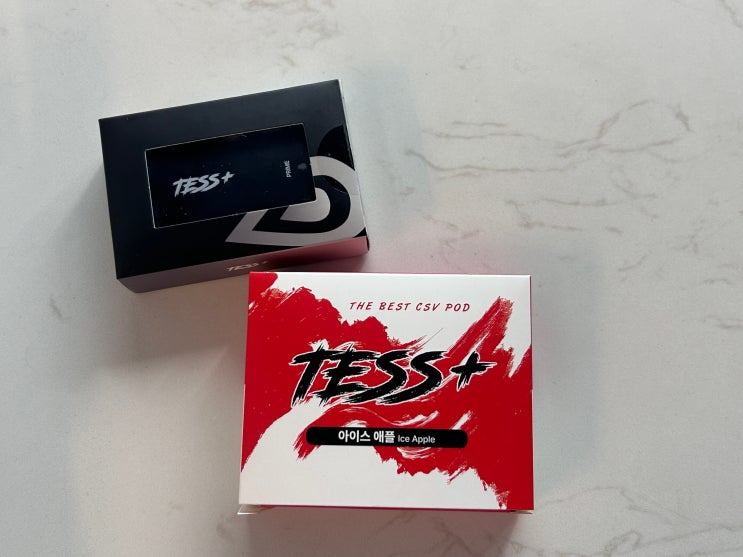 TESS+
PRIME
TESS+
THE BEST CSV POD
TESS+
아이스 애플 Ice Apple